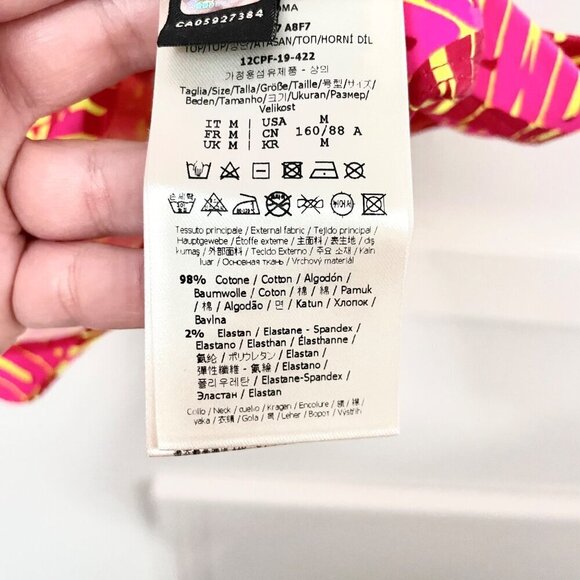 CA05927384
OMA
7 A8F7
TOP/TOP/상의/ATASAN/ТОП/HORNÍ DÍL
12CPF-19-422
가정용섬유제품 - 상의
Taglia/Size/Talla/Größe/Taille/号型/サイズ/
Beden/Tamanho/크기/Ukuran/Размер/
Velikost
IT M USA M
FR M CN 160/88 A
UK M KR M
Tessuto principale / External fabric / Tejido principal /
Hauptgewebe / Étoffe externe / 主面料 / 表生地 / diş
kumaş / 外部面料 / Tecido Externo / 주요 소재 / Kain
luar / Основная ткань / Vrchový materiál
98% Cotone / Cotton / Algodón /
Baumwolle / Coton / 棉 / 綿 / Pamuk
/ 棉 / Algodão / 면 / Katun / Хлопок /
Bavlna
2% Elastan / Elastane - Spandex /
Elastano / Elasthan / Élasthanne /
氨纶 / ポリウレタン / Elastan /
彈性纖維 - 氨綸 / Elastano /
폴리우레탄 / Elastane-Spandex /
Эластан / Elastan
Collo / Neck / cuello / Kragen / Encolure / 领 / 襟 /
yaka / 衣領 / Gola / 목 / Leher / Ворот / Výstřih